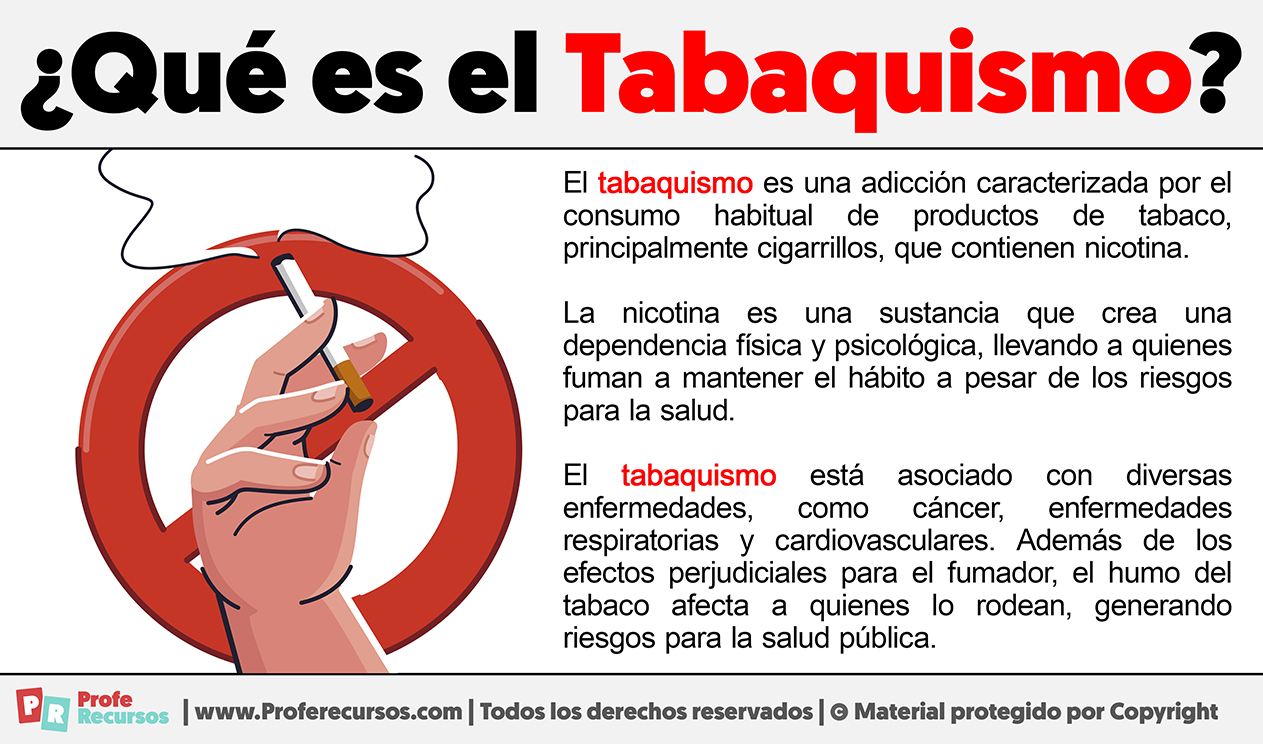 ¿Qué es el Tabaquismo?
El tabaquismo es una adicción caracterizada por el
consumo habitual de productos de tabaco,
principalmente cigarrillos, que contienen nicotina.
La nicotina es una sustancia que crea una
dependencia física y psicológica, llevando a quienes
fuman a mantener el hábito a pesar de los riesgos
para la salud.
El tabaquismo está asociado con diversas
enfermedades, como cáncer, enfermedades
respiratorias y cardiovasculares. Además de los
efectos perjudiciales para el fumador, el humo del
tabaco afecta a quienes lo rodean, generando
riesgos para la salud pública.
PR Profe
Recursos
| www.Proferecursos.com | Todos los derechos reservados | © Material protegido por Copyright